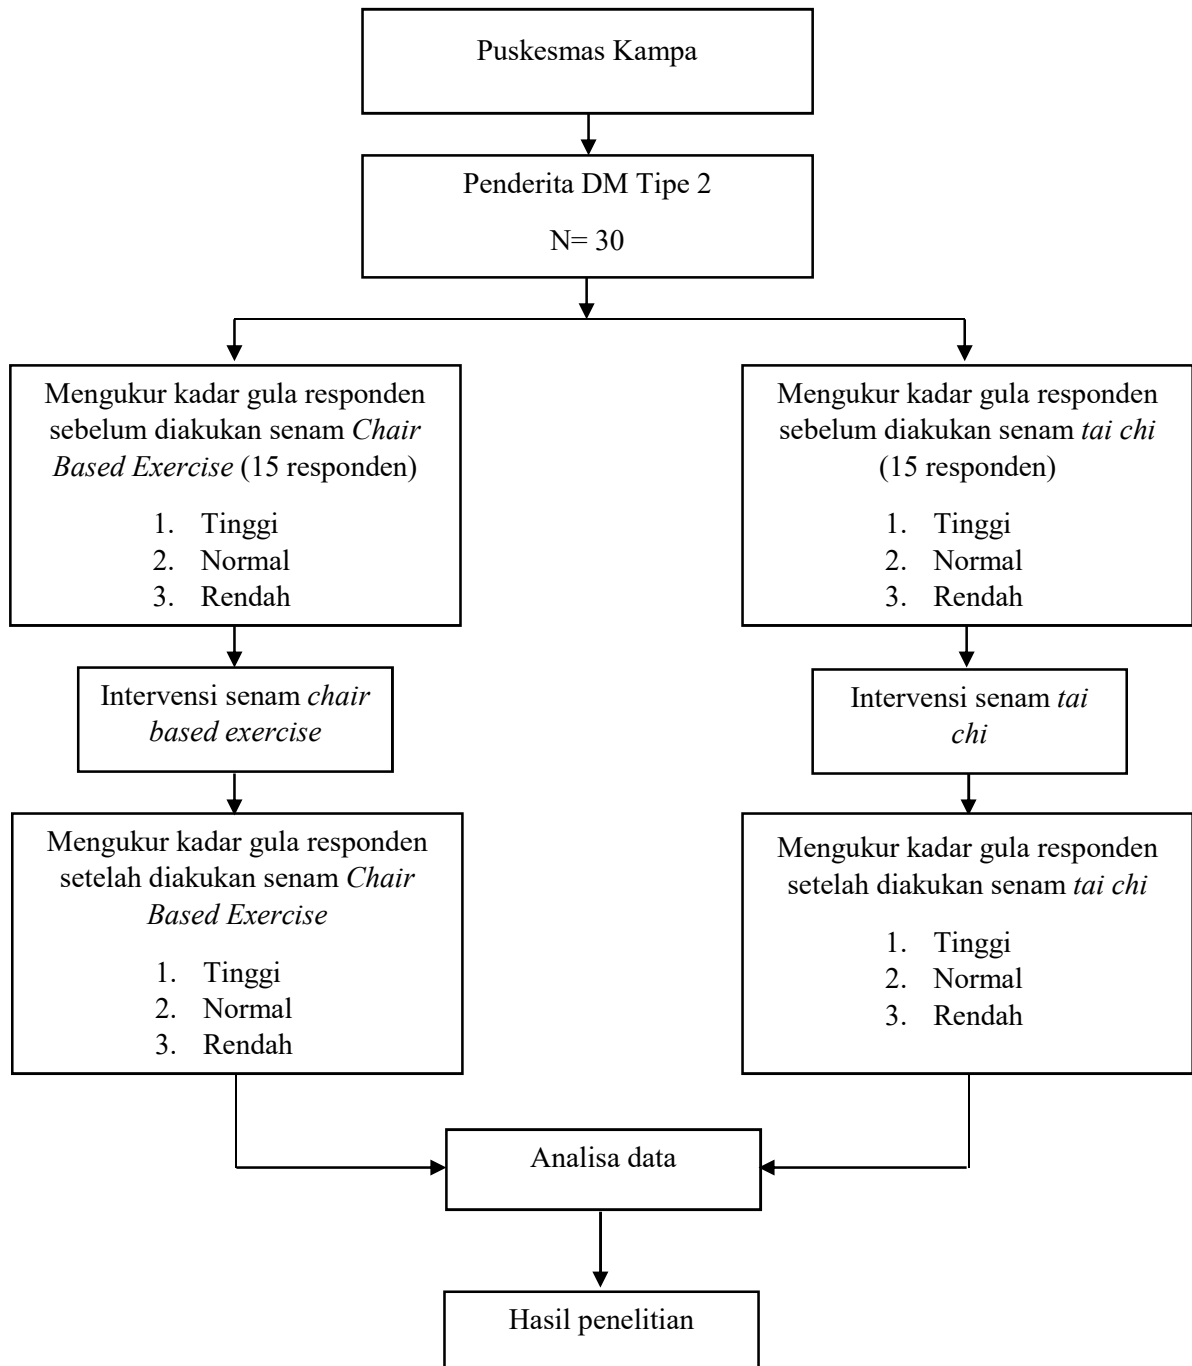 Puskesmas Kampa
Penderita DM Tipe 2
N= 30
Mengukur kadar gula responden
sebelum diakukan senam Chair
Based Exercise (15 responden)
1. Tinggi
2. Normal
3. Rendah
Mengukur kadar gula responden
sebelum diakukan senam tai chi
(15 responden)
1. Tinggi
2. Normal
3. Rendah
Intervensi senam chair
based exercise
Intervensi senam tai
chi
Mengukur kadar gula responden
setelah diakukan senam Chair
Based Exercise
1. Tinggi
2. Normal
3. Rendah
Mengukur kadar gula responden
setelah diakukan senam tai chi
1. Tinggi
2. Normal
3. Rendah
Analisa data
Hasil penelitian